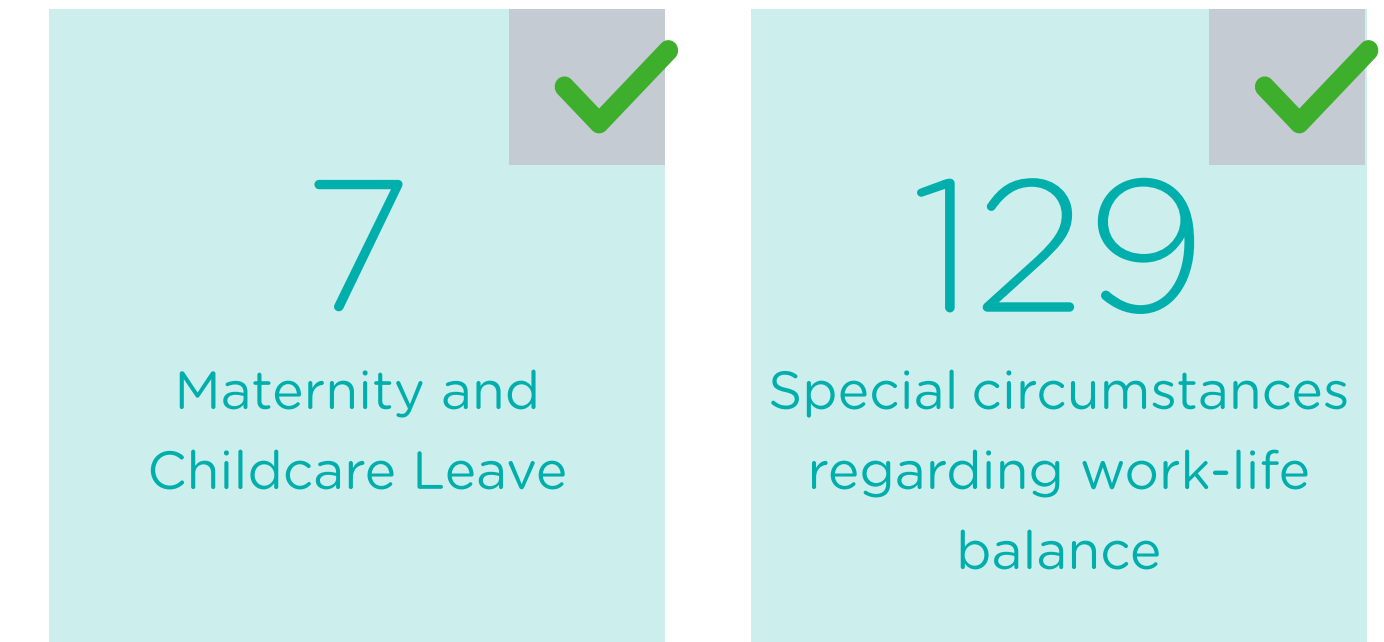 7
Maternity and
Childcare Leave
129
Special circumstances
regarding work-life
balance